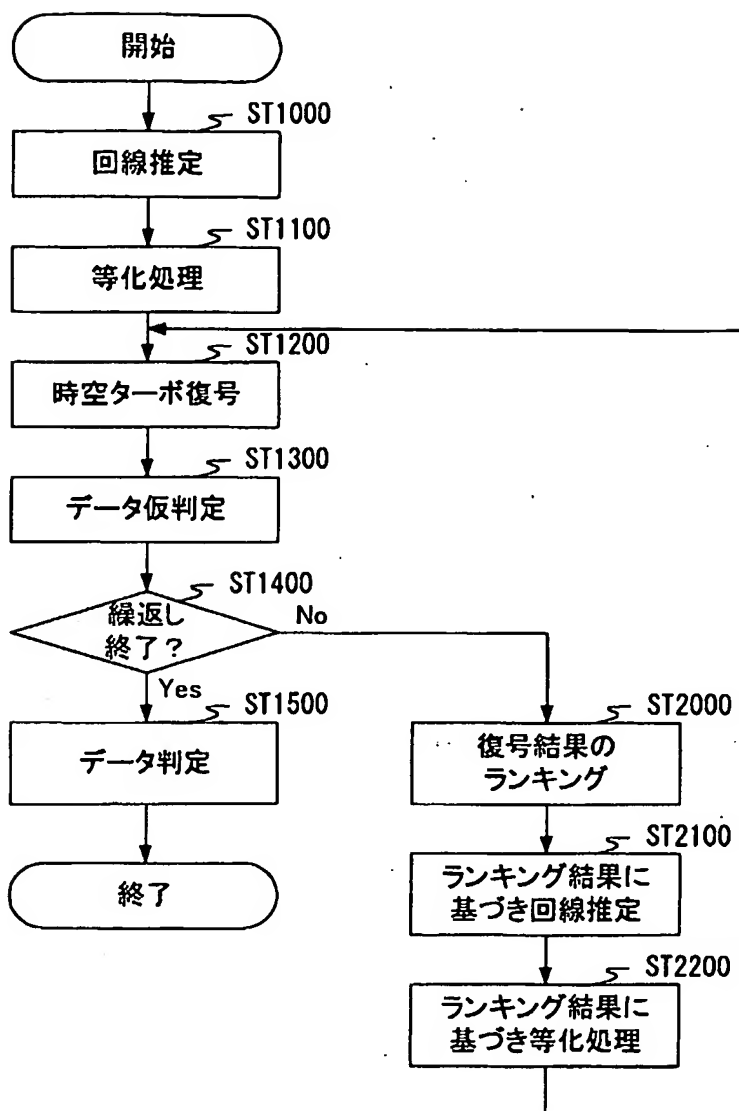 開始
ST1000
回線推定
ST1100
等化処理
ST1200
時空ターボ復号
ST1300
データ仮判定
ST1400
繰返し
終了?
No
Yes
ST1500
データ判定
終了
ST2000
復号結果の
ランキング
ST2100
ランキング結果に
基づき回線推定
ST2200
ランキング結果に
基づき等化処理